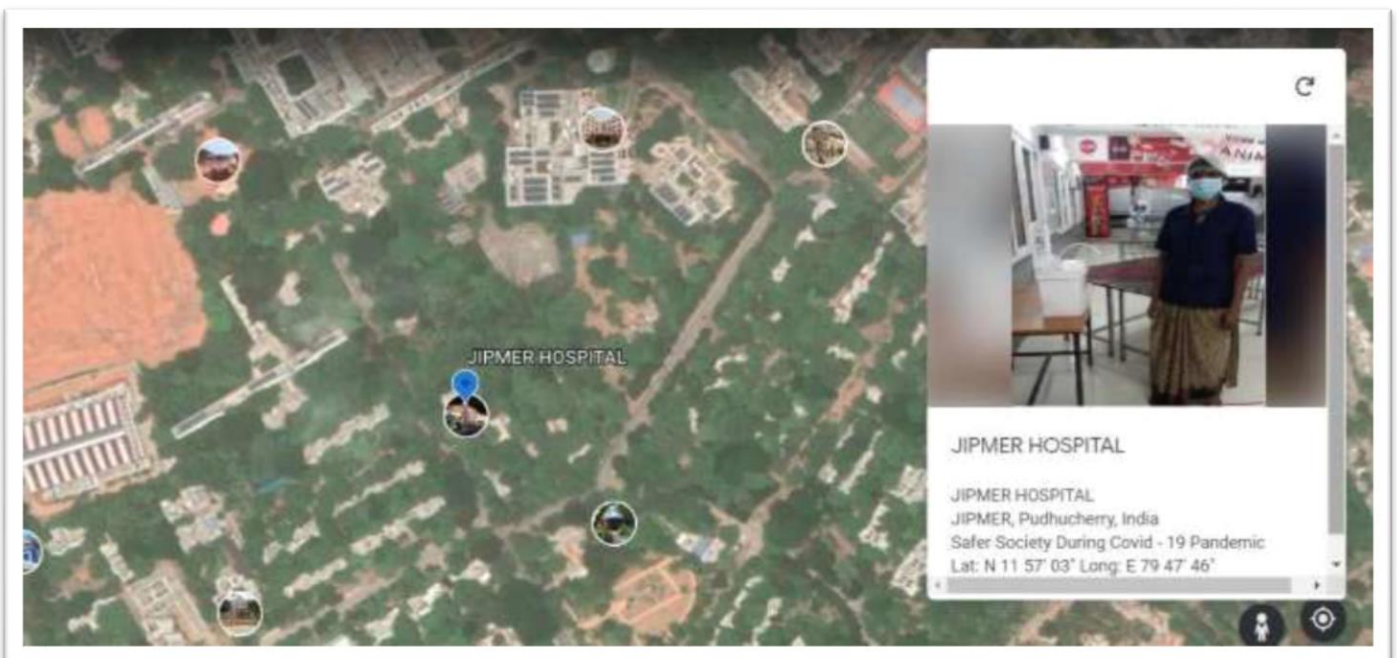 JIPMER HOSPITAL
ANIM
JIPMER HOSPITAL
JIPMER HOSPITAL
JIPMER, Pudhucherry, India
Safer Society During Covid - 19 Pandemic
Lat: N 11 57' 03" Long: E 79 47' 46"